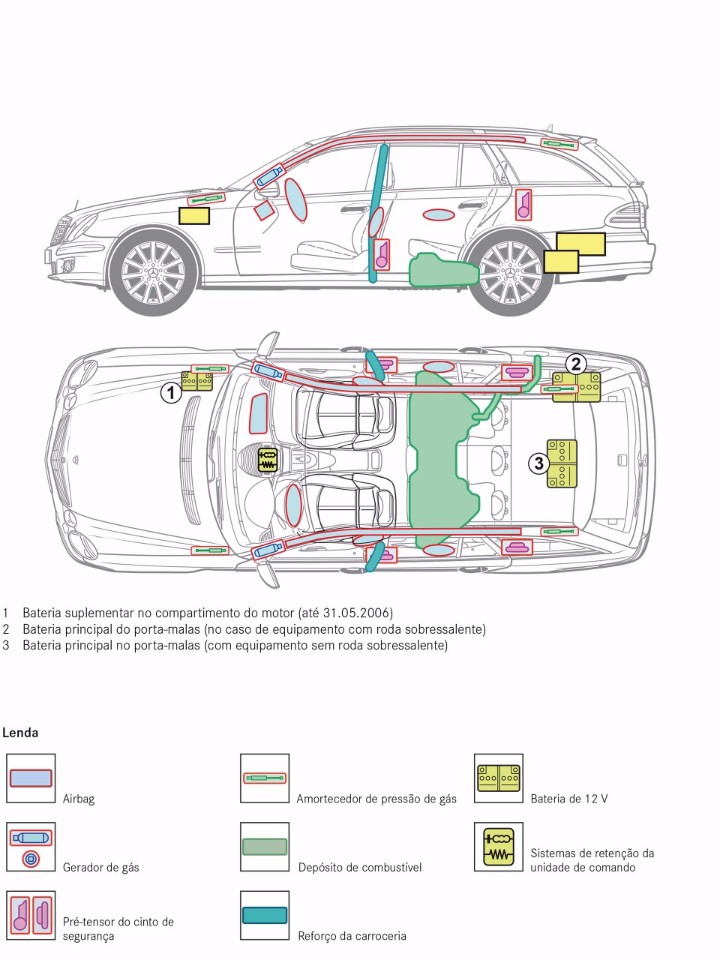 1
2
3
1 Bateria suplementar no compartimento do motor (até 31.05.2006)
2 Bateria principal do porta-malas (no caso de equipamento com roda sobressalente)
3 Bateria principal no porta-malas (com equipamento sem roda sobressalente)
Lenda
Airbag
Amortecedor de pressão de gás
Bateria de 12 V
Gerador de gás
Depósito de combustível
Sistemas de retenção da
unidade de comando
Pré-tensor do cinto de
segurança
Reforço da carroceria